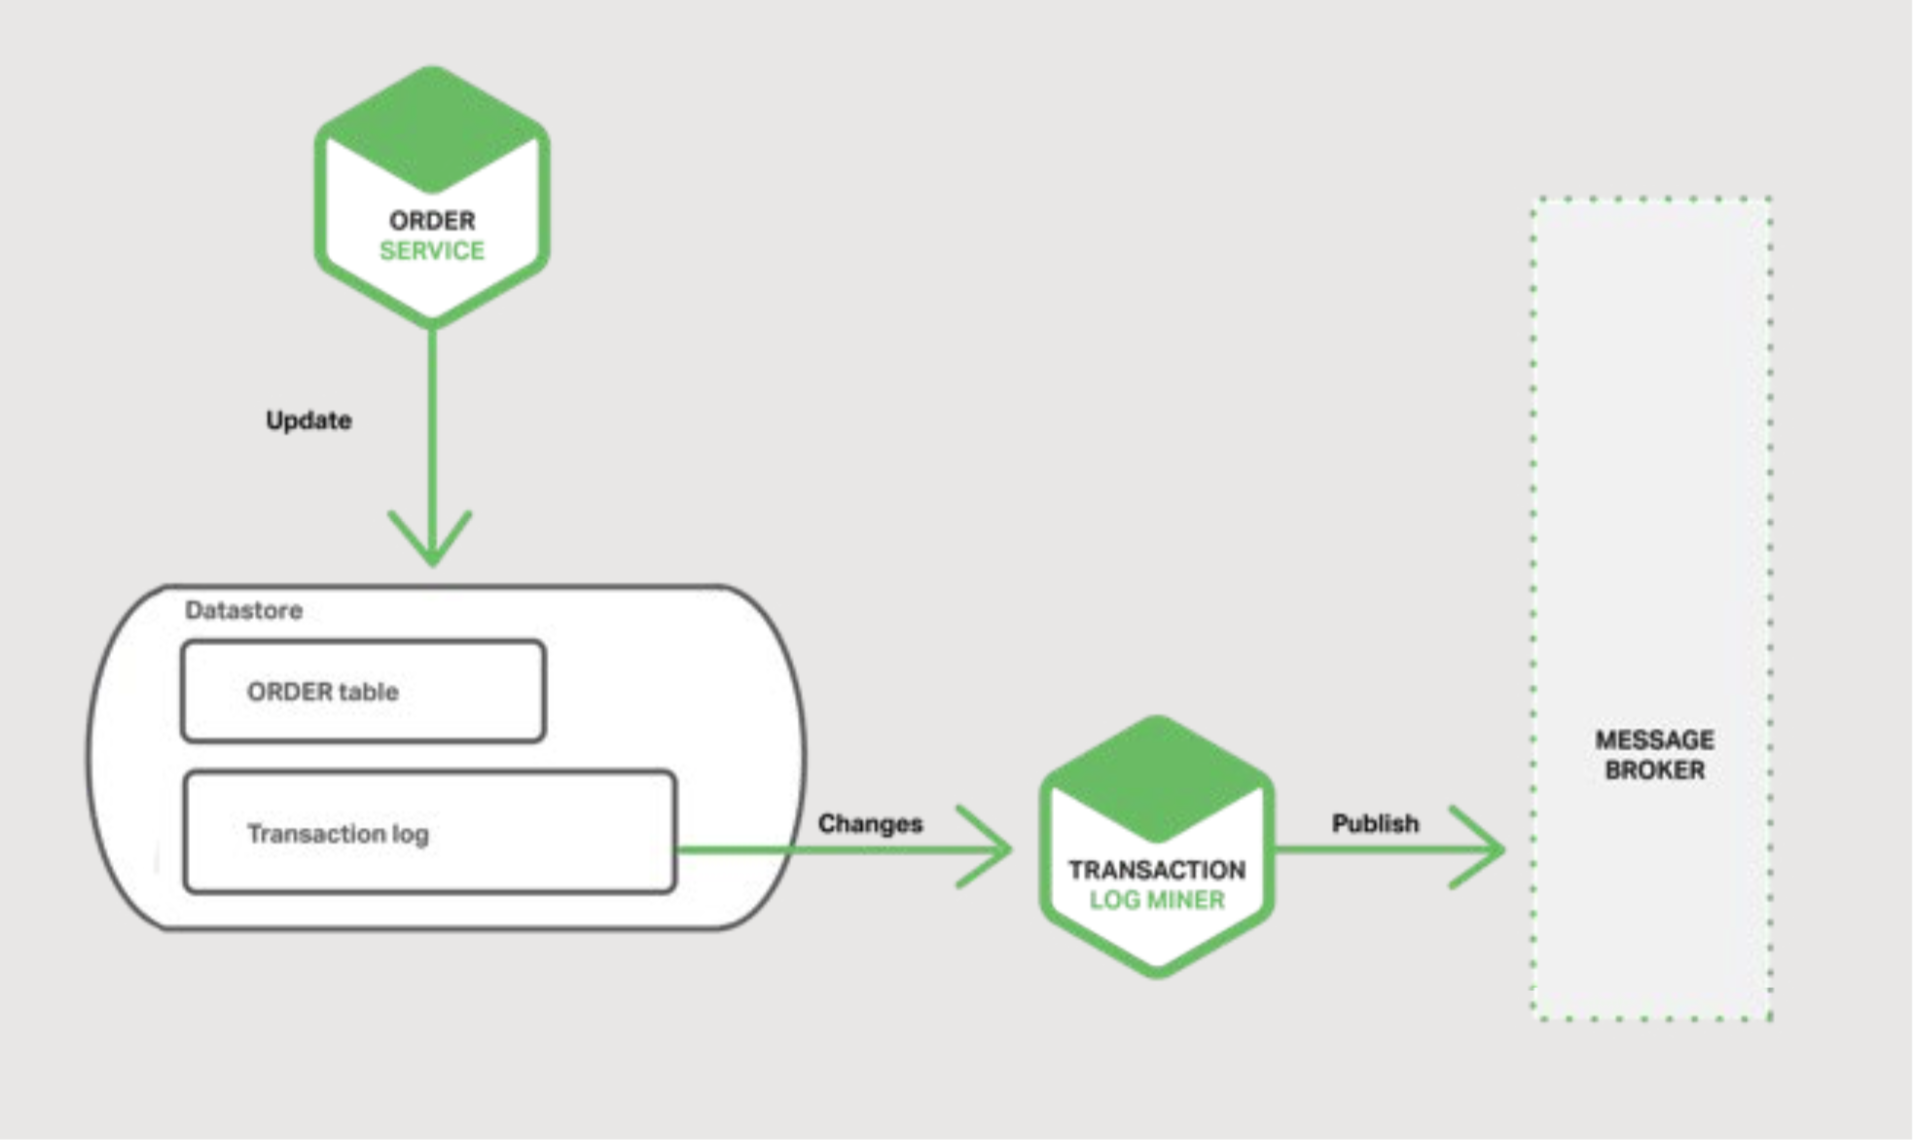 ORDER
SERVICE
Update
Datastore
ORDER table
Transaction log
Changes
TRANSACTION
LOG MINER
Publish
MESSAGE
BROKER